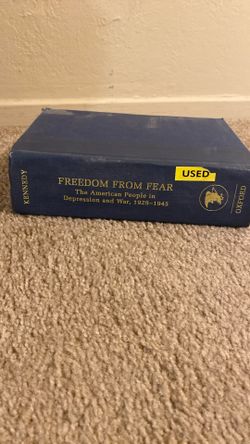 KENNEDY
FREEDOM FROM FEAR
The American People in
Depression and War, 1929-1945
USED
OXFORD